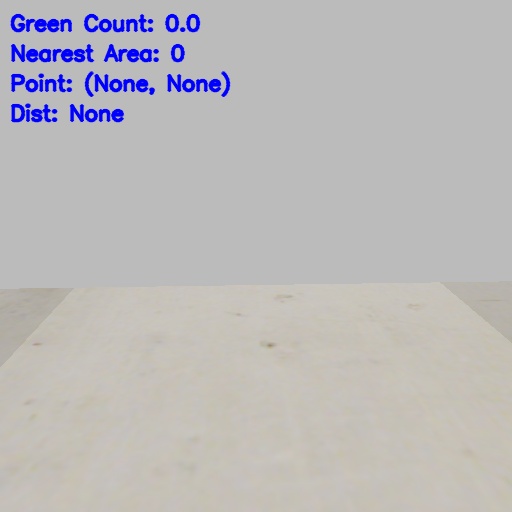 Green Count: 0.0
Nearest Area: 0
Point: (None, None)
Dist: None